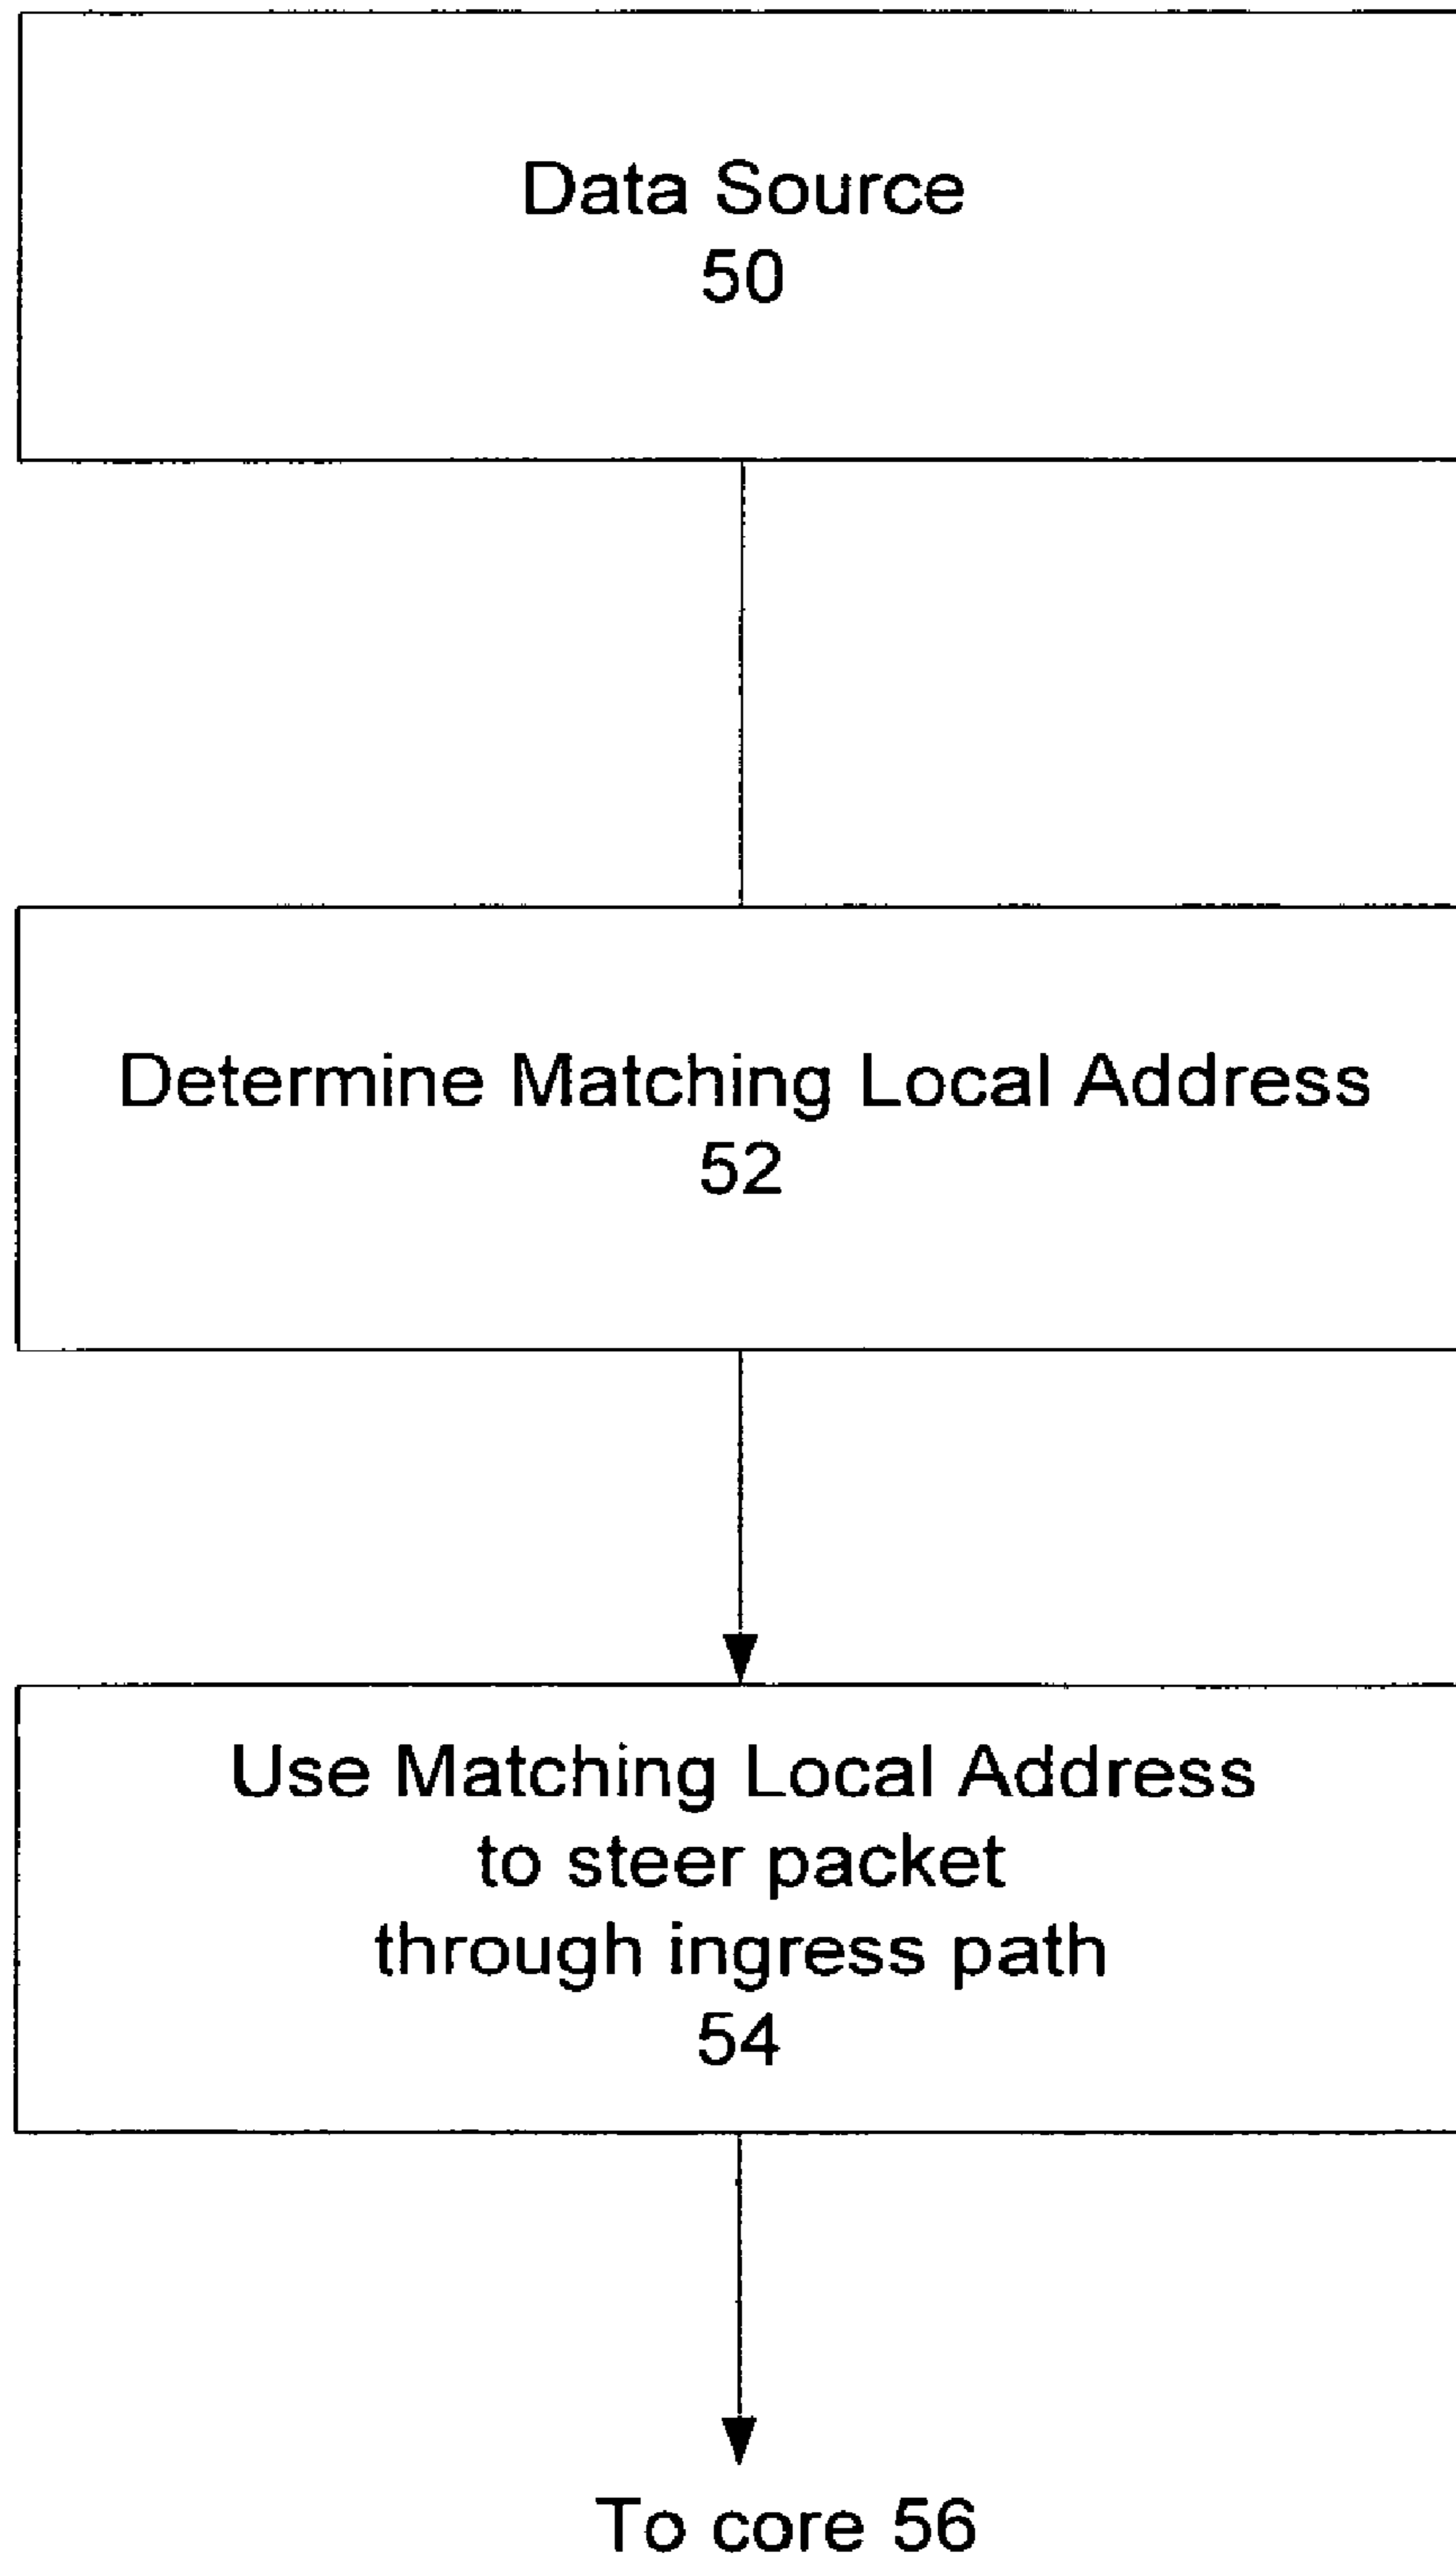 Data Source
50
Determine Matching Local Address
52
Use Matching Local Address
to steer packet
through ingress path
54
To core 56